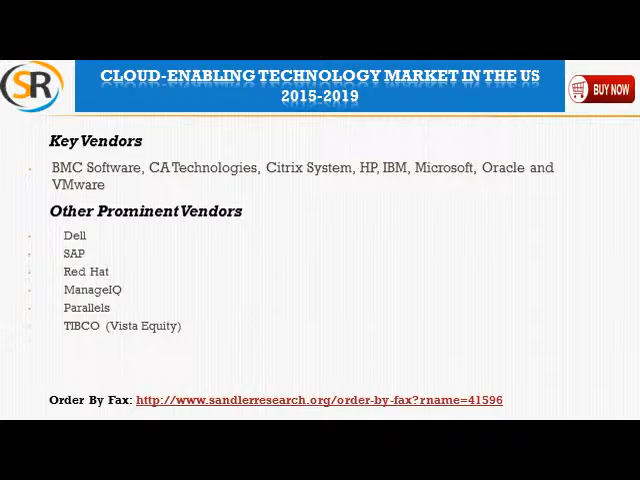 CLOUD-ENABLING TECHNOLOGY MARKET IN THE US
2015-2019
SR
BUY NOW
Key Vendors
BMC Software, CA Technologies, Citrix System, HP, IBM, Microsoft, Oracle and
VMware
Other Prominent Vendors
Dell
SAP
Red Hat
ManageIQ
Parallels
TIBCO (Vista Equity)
Order By Fax: http://www.sandlerresearch.org/order-by-fax?rname=41596